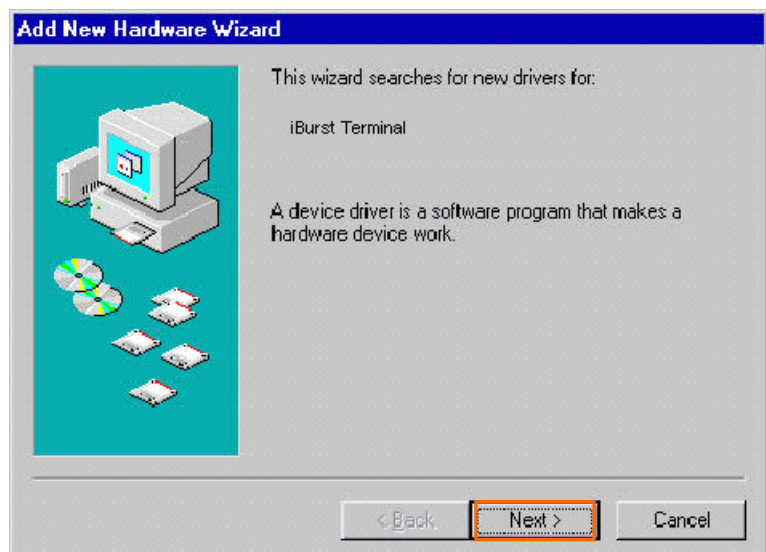 Add New Hardware Wizard
This wizard searches for new drivers for:
iBurst Terminal
A device driver is a software program that makes a
hardware device work.
< Back
Next >
Cancel